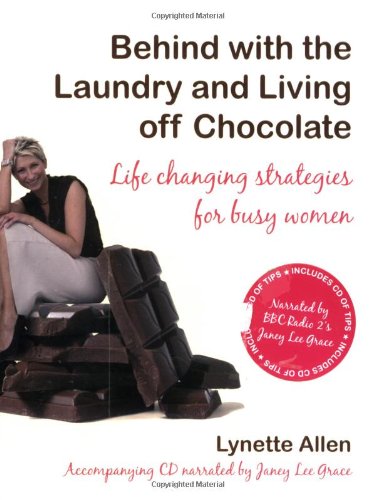 Copyrighted Material
Behind with the
Laundry and Living
off Chocolate
Life changing strategies
for busy women
INCLUDES CD OF TIPS ★ INCLUDES CD OF TIPS ★
Narrated by
BBC Radio 2's
Janey Lee Grace
Lynette Allen
Accompanying CD narrated by Janey Lee Grace
Copyrighted Material